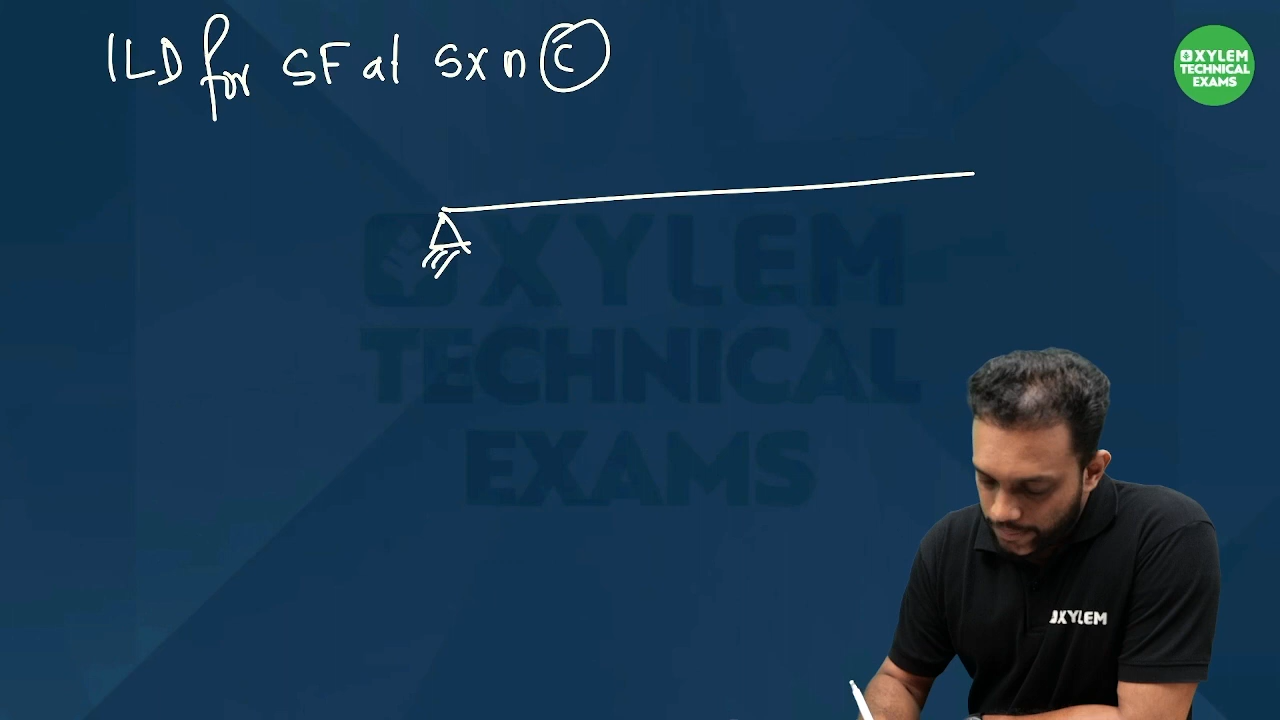 ILD for SF at sxn C
XYLEM
TECHNICAL
EXAMS
XYLEM
TECHNICAL
EXAMS
XYLEM